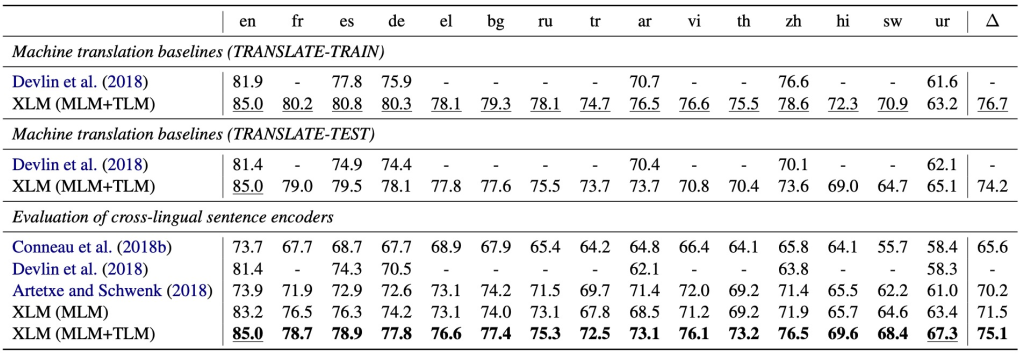 en fr es de el bg ru tr ar vi th zh hi sw ur Δ
Machine translation baselines (TRANSLATE-TRAIN)
Devlin et al. (2018) 81.9 - 77.8 75.9 - - - - 70.7 - - 76.6 - - 61.6 -
XLM (MLM+TLM) 85.0 80.2 80.8 80.3 78.1 79.3 78.1 74.7 76.5 76.6 75.5 78.6 72.3 70.9 63.2 76.7
Machine translation baselines (TRANSLATE-TEST)
Devlin et al. (2018) 81.4 - 74.9 74.4 - - - - 70.4 - - 70.1 - - 62.1 -
XLM (MLM+TLM) 85.0 79.0 79.5 78.1 77.8 77.6 75.5 73.7 73.7 70.8 70.4 73.6 69.0 64.7 65.1 74.2
Evaluation of cross-lingual sentence encoders
Conneau et al. (2018b) 73.7 67.7 68.7 67.7 68.9 67.9 65.4 64.2 64.8 66.4 64.1 65.8 64.1 55.7 58.4 65.6
Devlin et al. (2018) 81.4 - 74.3 70.5 - - - - 62.1 - - 63.8 - - 58.3 -
Artetxe and Schwenk (2018) 73.9 71.9 72.9 72.6 73.1 74.2 71.5 69.7 71.4 72.0 69.2 71.4 65.5 62.2 61.0 70.2
XLM (MLM) 83.2 76.5 76.3 74.2 73.1 74.0 73.1 67.8 68.5 71.2 69.2 71.9 65.7 64.6 63.4 71.5
XLM (MLM+TLM) 85.0 78.7 78.9 77.8 76.6 77.4 75.3 72.5 73.1 76.1 73.2 76.5 69.6 68.4 67.3 75.1